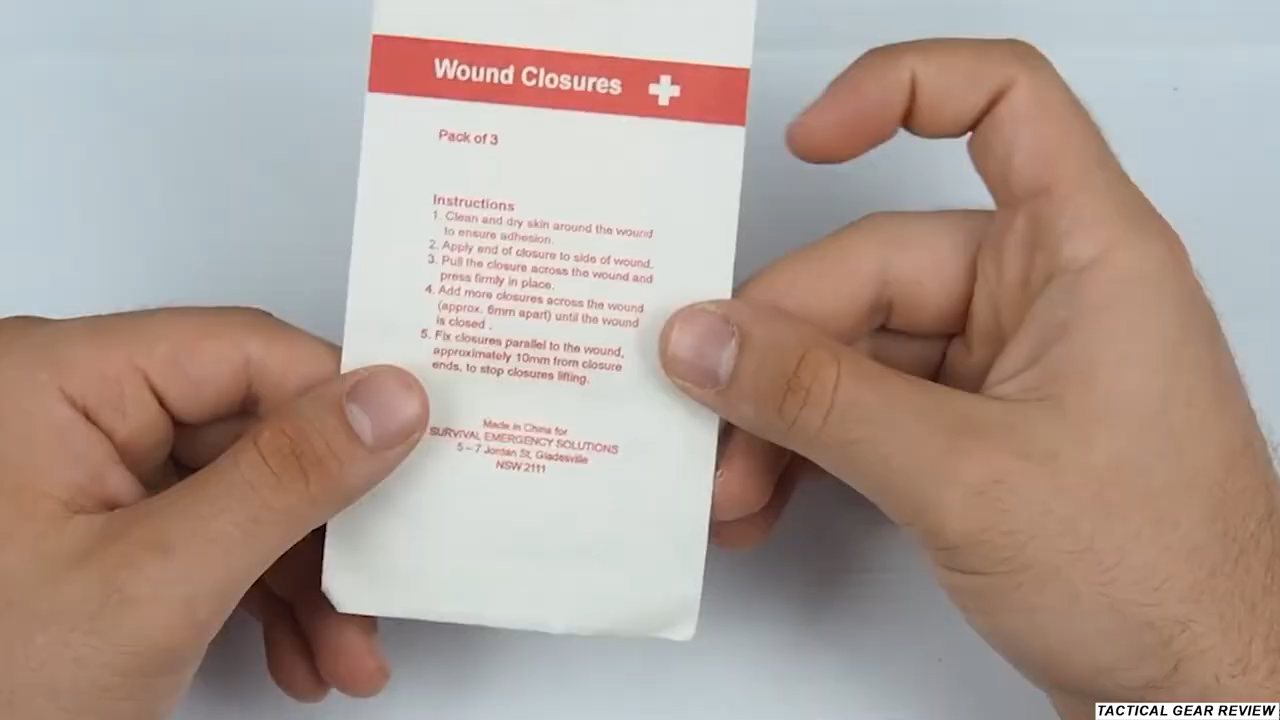 Wound Closures
Pack of 3
Instructions
1. Clean and dry skin around the wound
to ensure adhesion.
2. Apply end of closure to side of wound.
3. Pull the closure across the wound and
press firmly in place.
4. Add more closures across the wound
(approx. 6mm apart) until the wound
is closed .
5. Fix closures parallel to the wound,
approximately 10mm from closure
ends, to stop closures lifting.
Made in China for
SURVIVAL EMERGENCY SOLUTIONS
5 – 7 Jordan St, Gladesville
NSW 2111
TACTICAL GEAR REVIEW